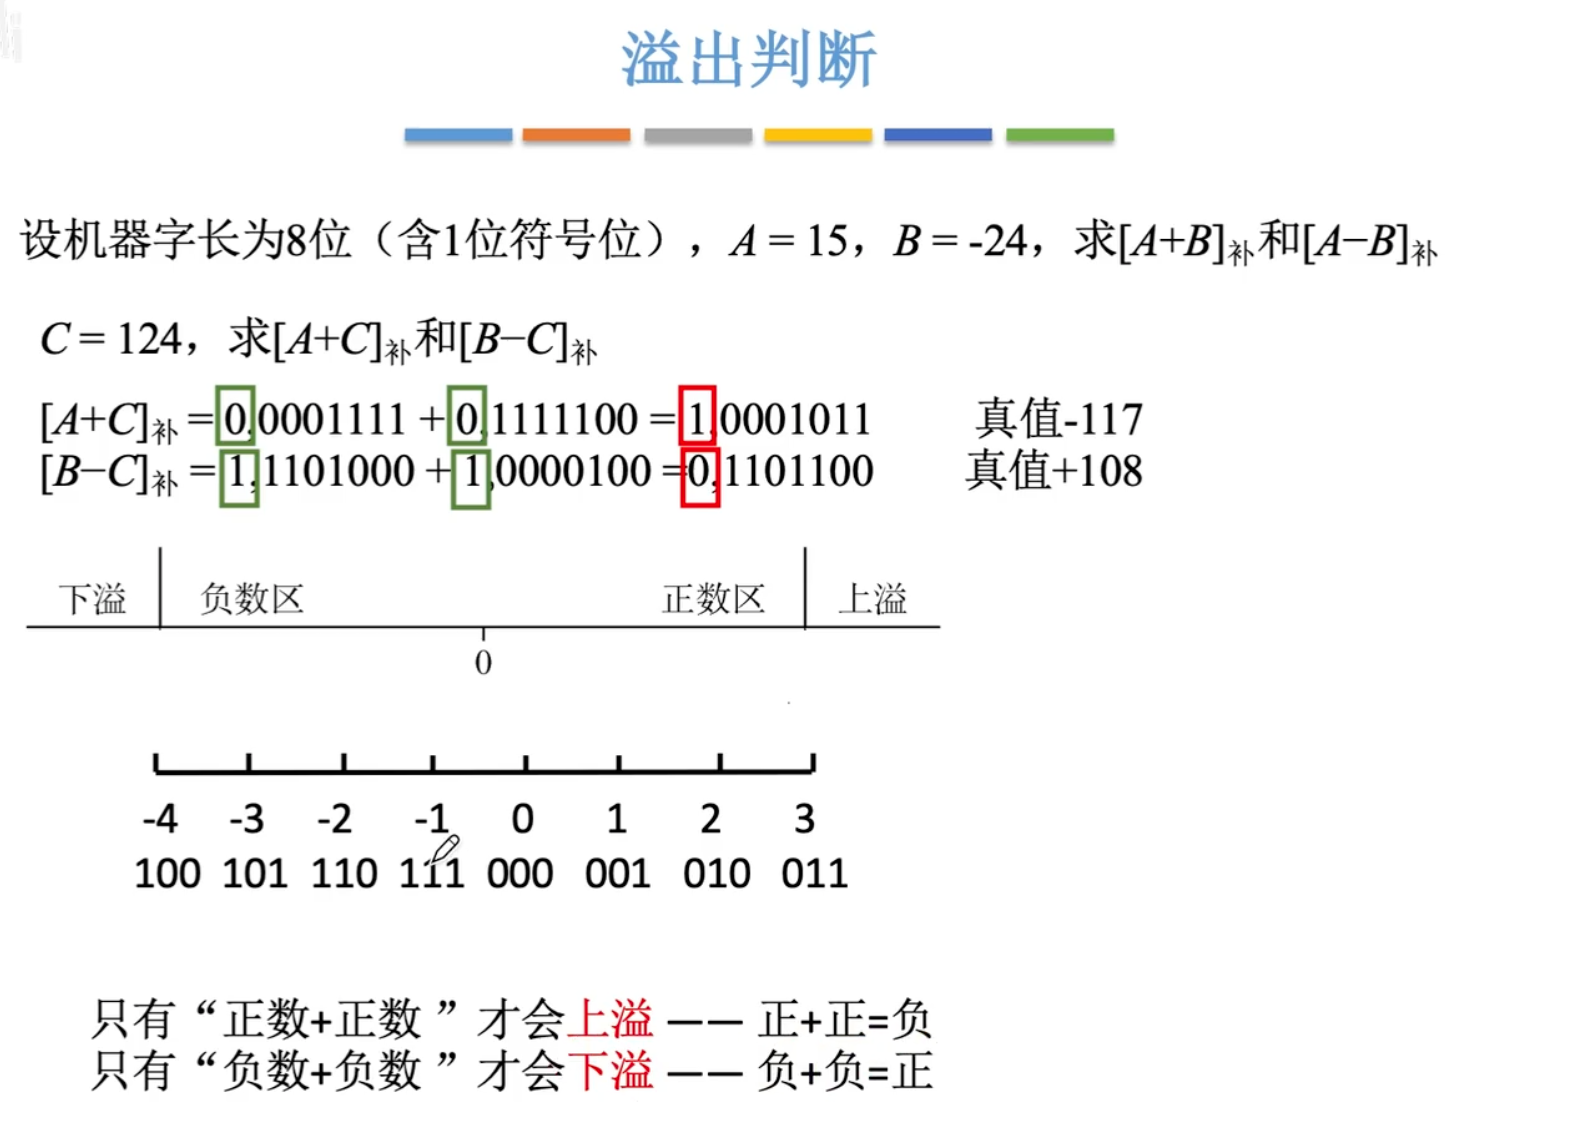 溢出判断
设机器字长为8位（含1位符号位），A = 15，B = -24，求[A+B]补和[A−B]补
C = 124，求[A+C]补和[B−C]补
[A+C]补 = 0,0001111 + 0,1111100 = 1,0001011 真值-117
[B−C]补 = 1,1101000 + 1,0000100 =0,1101100 真值+108
下溢 负数区 正数区 上溢
0
-4 -3 -2 -1 0 1 2 3
100 101 110 111 000 001 010 011
只有“正数+正数 ”才会上溢 —— 正+正=负
只有“负数+负数 ”才会下溢 —— 负+负=正